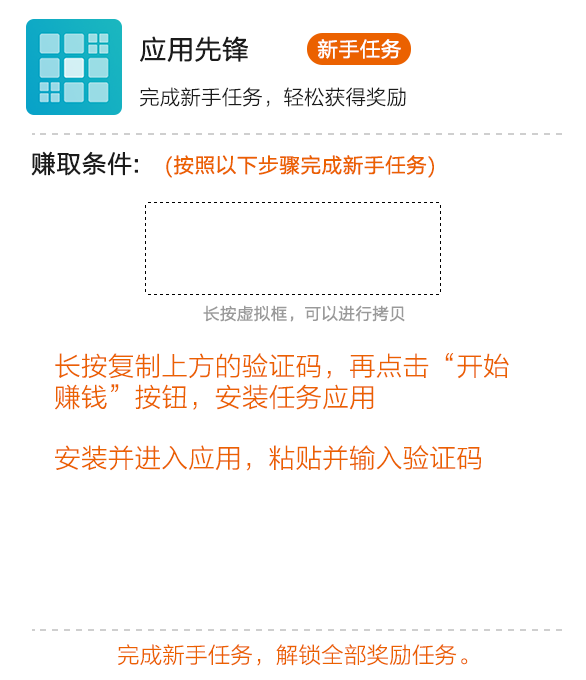 应用先锋 新手任务
完成新手任务，轻松获得奖励
赚取条件: (按照以下步骤完成新手任务)
长按虚拟框，可以进行拷贝
长按复制上方的验证码，再点击“开始
赚钱”按钮，安装任务应用
安装并进入应用，粘贴并输入验证码
完成新手任务，解锁全部奖励任务。